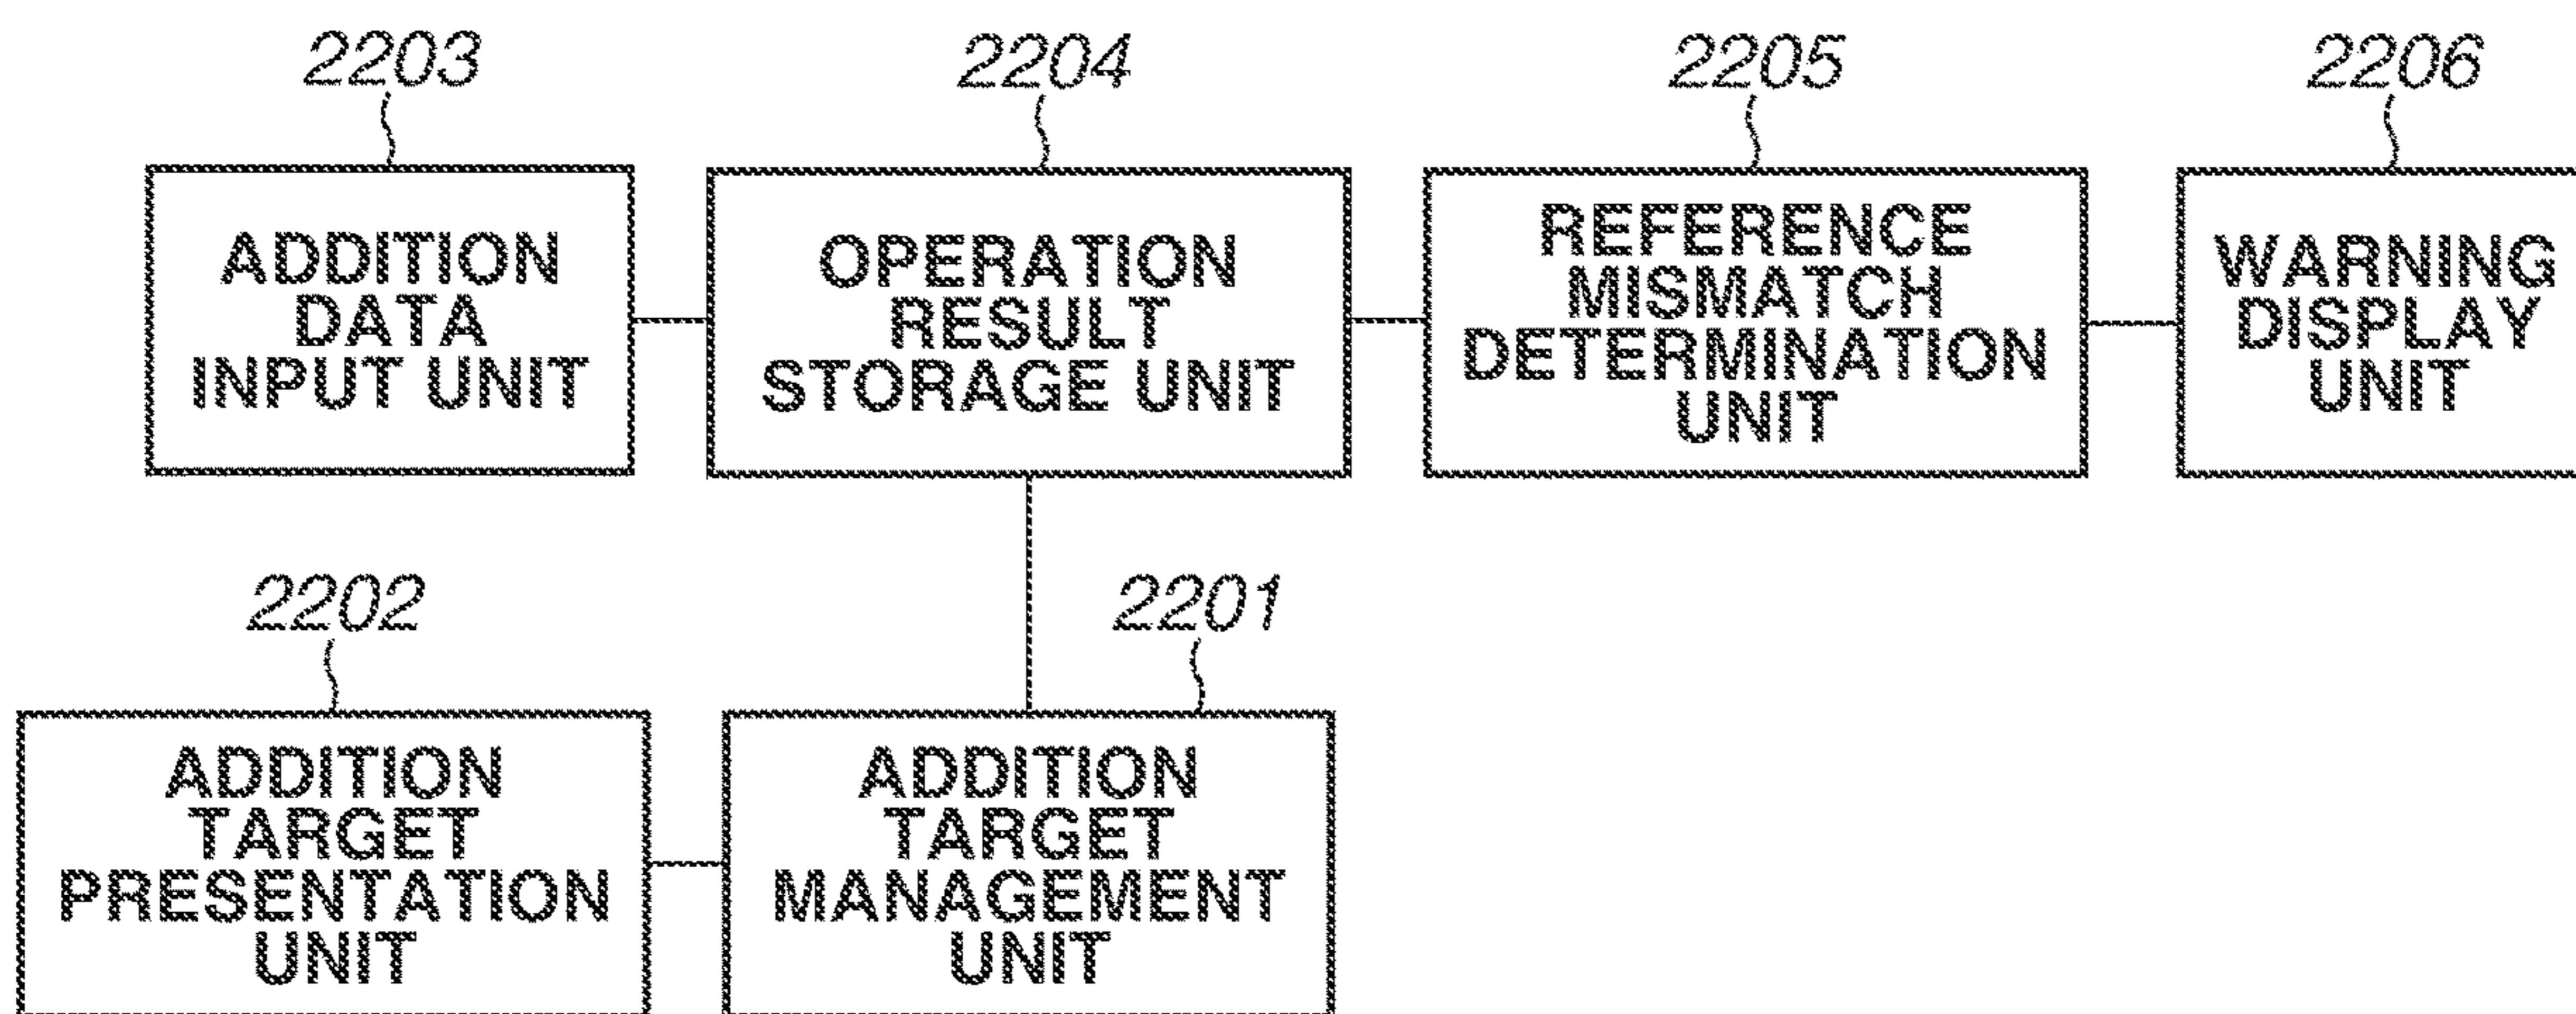 2203
2204
2205
2206
ADDITION
DATA
INPUT UNIT
OPERATION
RESULT
STORAGE UNIT
REFERENCE
MISMATCH
DETERMINATION
UNIT
WARNING
DISPLAY
UNIT
2202
2201
ADDITION
TARGET
PRESENTATION
UNIT
ADDITION
TARGET
MANAGEMENT
UNIT